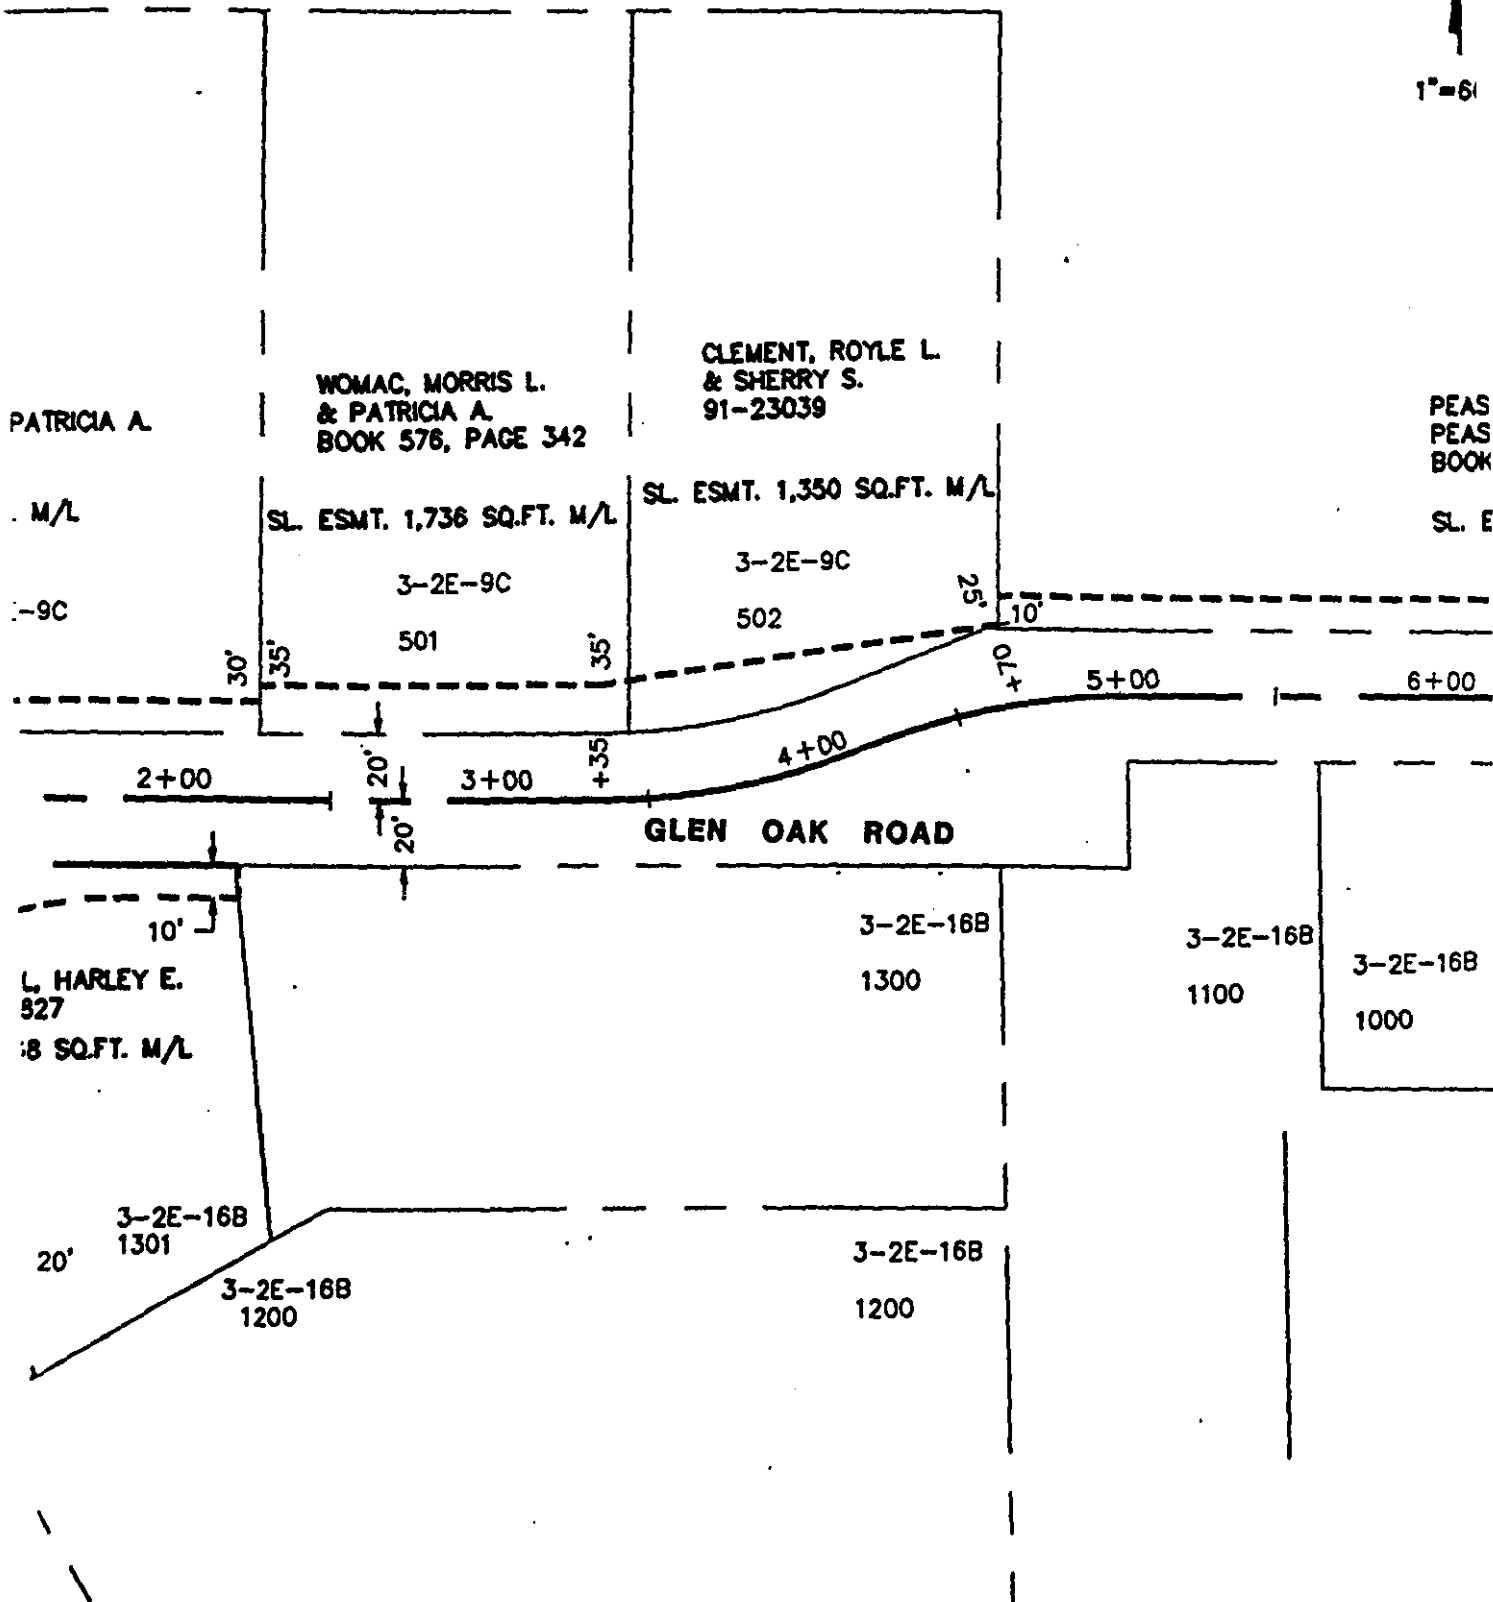 1"=6
WOMAC, MORRIS L.
& PATRICIA A.
BOOK 576, PAGE 342
CLEMENT, ROYLE L.
& SHERRY S.
91-23039
PATRICIA A.
M/L
-9C
SL. ESMT. 1,736 SQ.FT. M/L
3-2E-9C
501
SL. ESMT. 1,350 SQ.FT. M/L
3-2E-9C
502
PEAS
PEAS
BOOK
SL. E
30'
35'
35'
25'
10'
+70
5+00
6+00
2+00
20'
3+00
+35
4+00
20'
GLEN OAK ROAD
10'
L, HARLEY E.
827
8 SQ.FT. M/L
3-2E-16B
1300
3-2E-16B
1100
3-2E-16B
1000
3-2E-16B
1301
20'
3-2E-16B
1200
3-2E-16B
1200